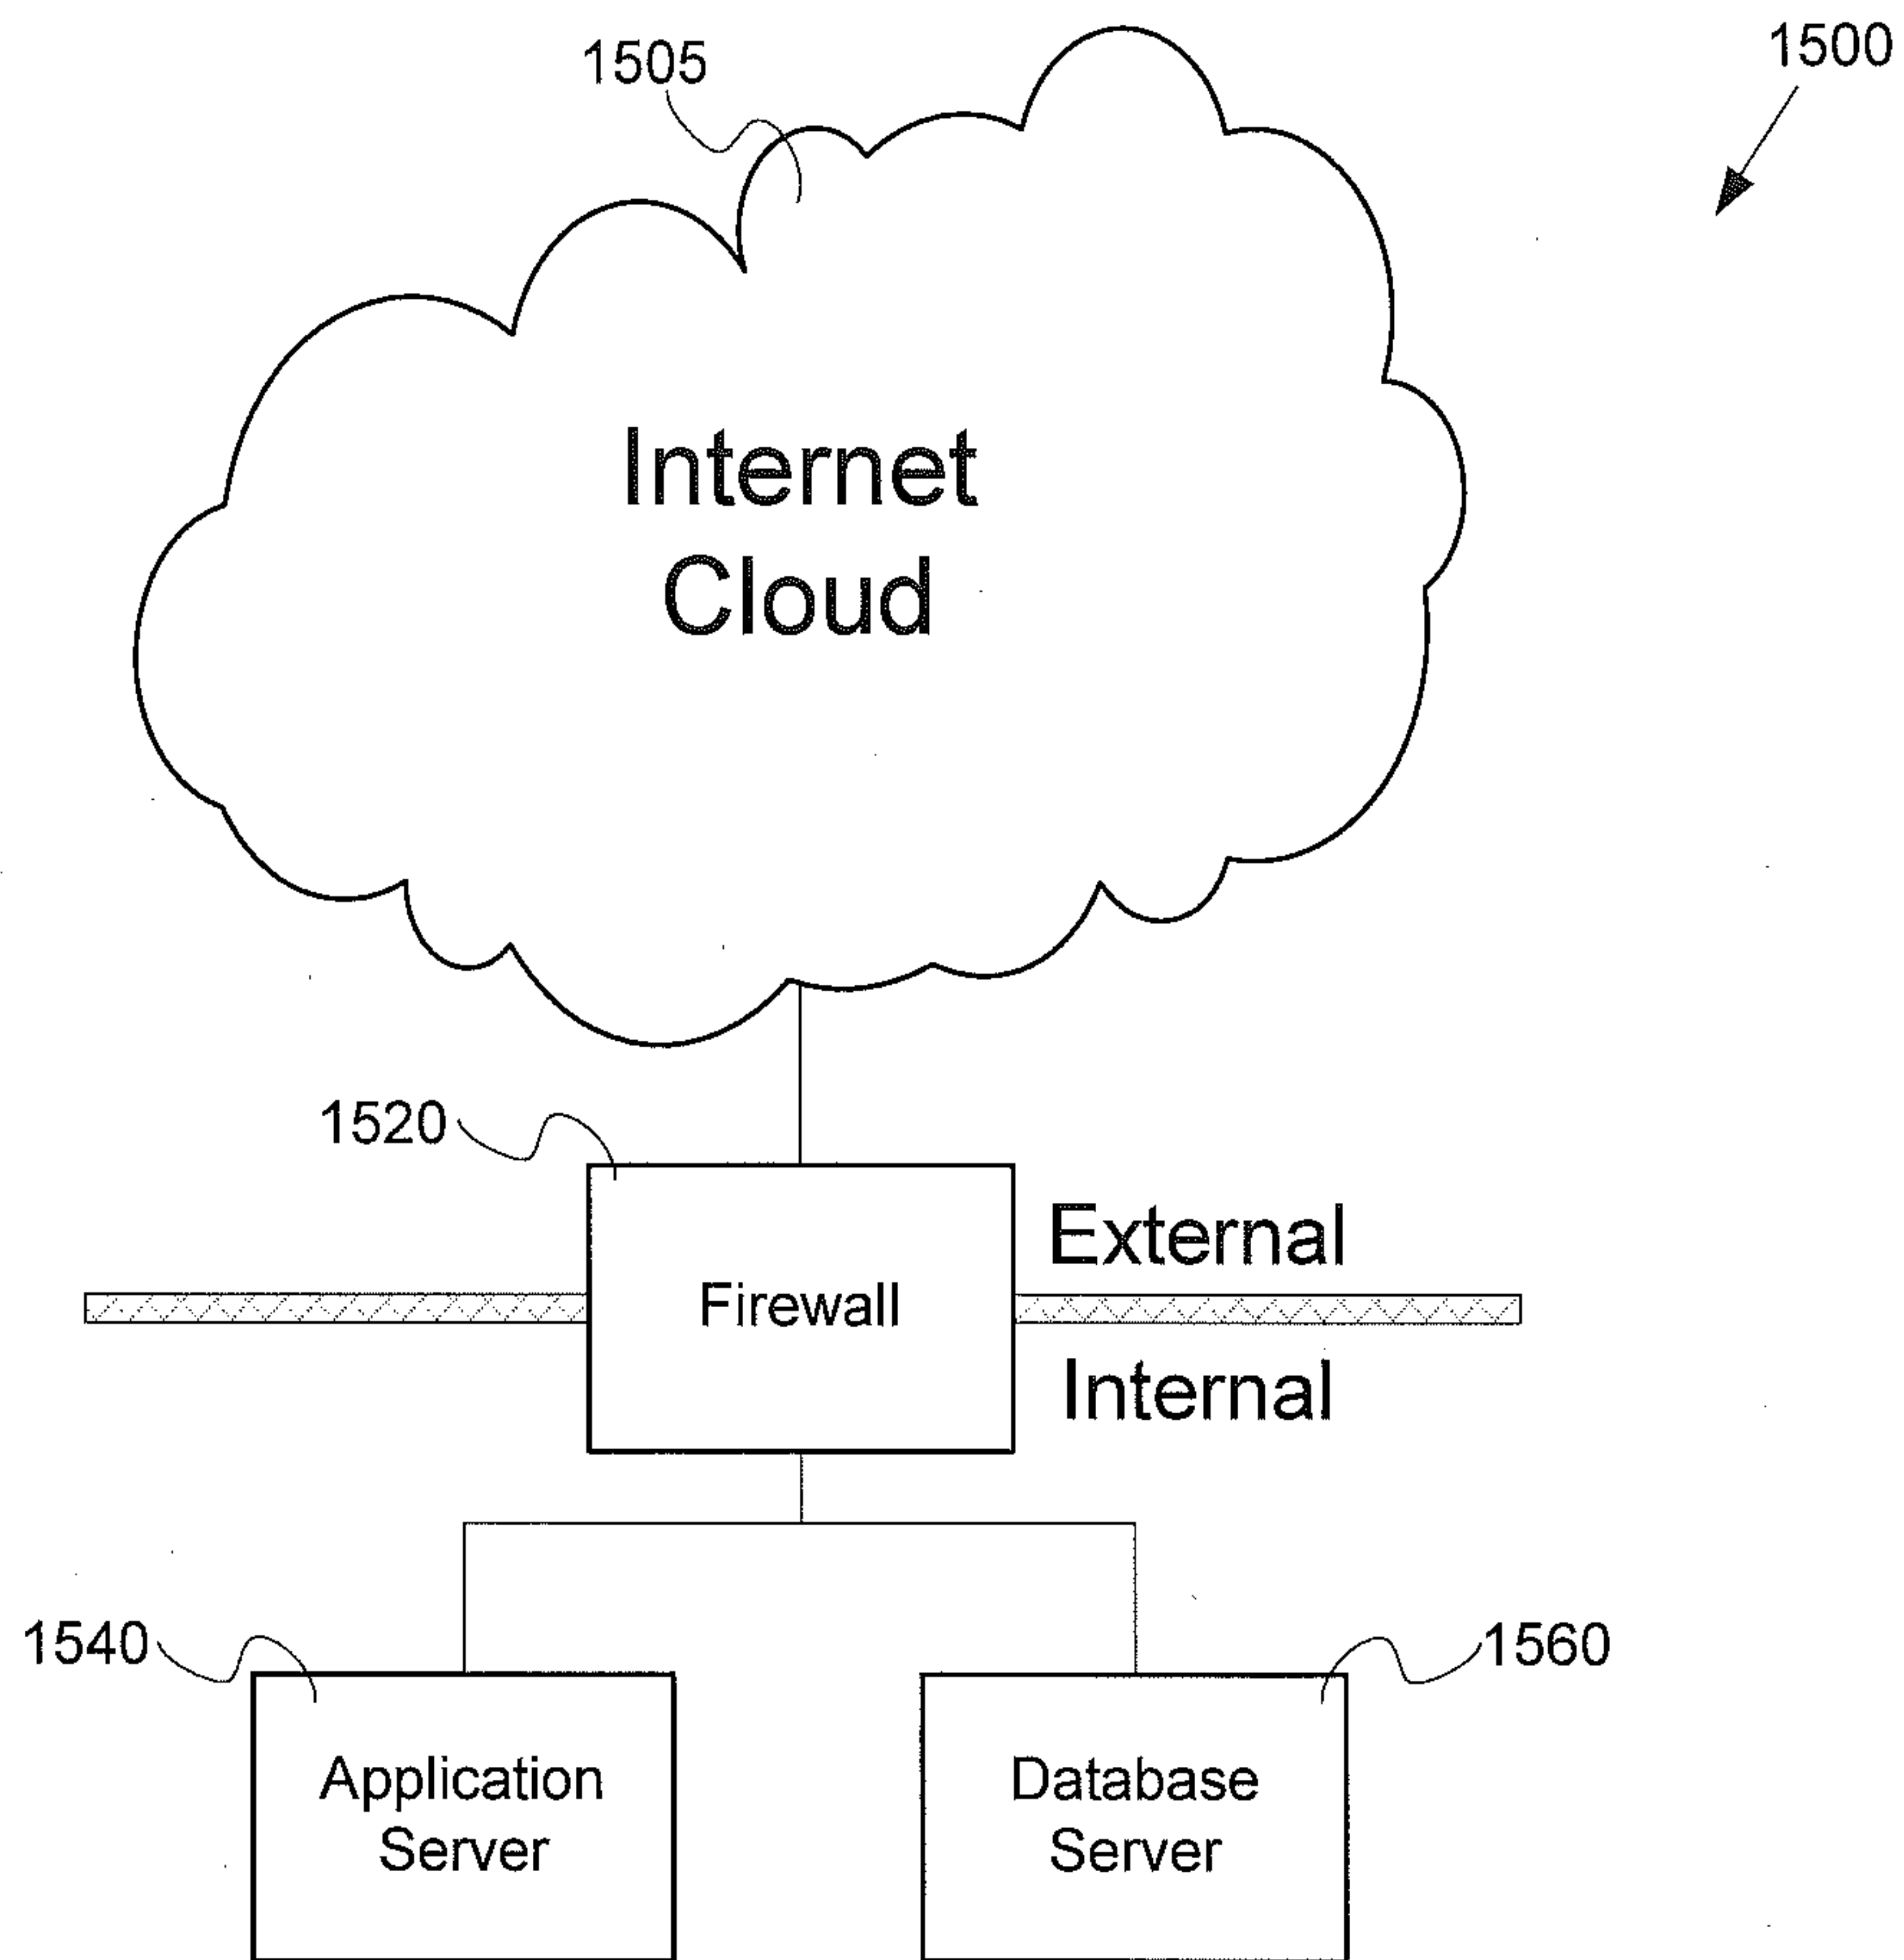 1505
1500
Internet
Cloud
1520
External
Firewall
Internal
1540
1560
Application
Server
Database
Server